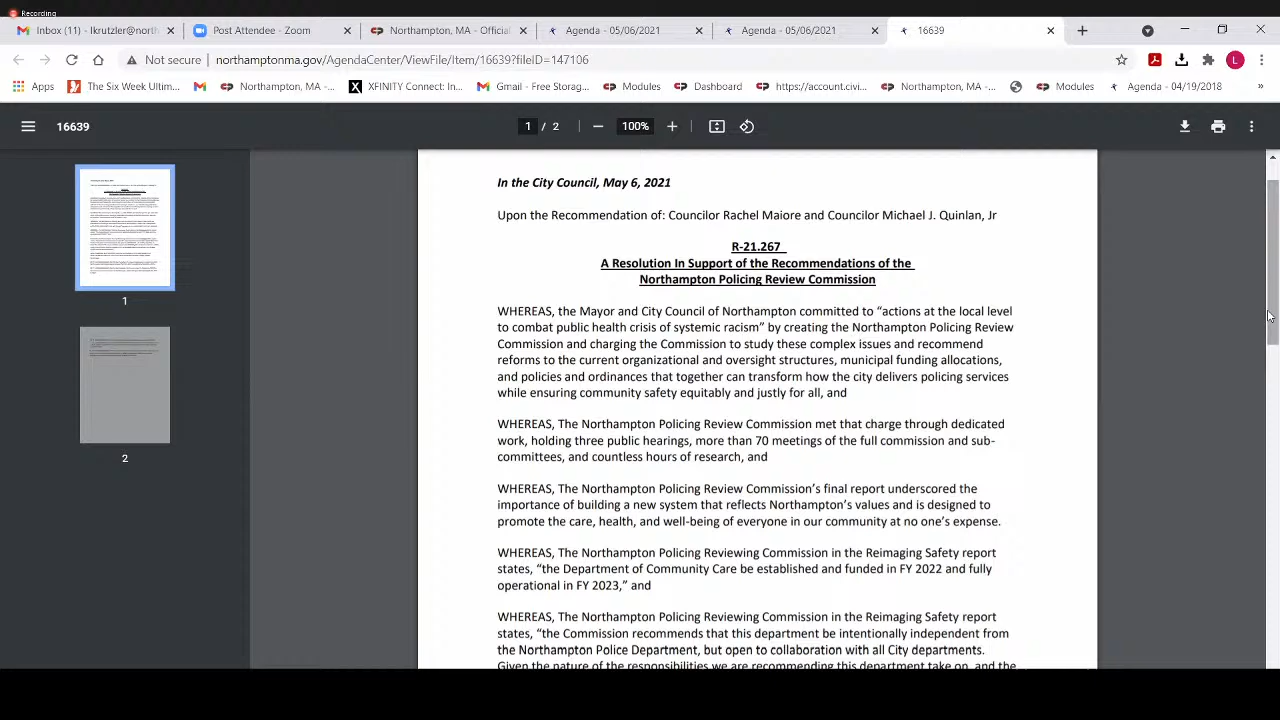 Recording
Inbox (11) - lkrutzler@north
Post Attendee - Zoom
Northampton, MA - Official
Agenda - 05/06/2021
Agenda - 05/06/2021
16639
Not secure
northamptonma.gov/AgendaCenter/ViewFile/Item/16639?fileID=147106
L
Apps
The Six Week Ultim...
Northampton, MA -...
XFINITY Connect: In...
Gmail - Free Storag...
Modules
Dashboard
https://account.civi...
Northampton, MA -...
Modules
Agenda - 04/19/2018
»
16639
1 / 2
100%
1
2
In the City Council, May 6, 2021
Upon the Recommendation of: Councilor Rachel Maiore and Councilor Michael J. Quinlan, Jr
R-21.267
A Resolution In Support of the Recommendations of the
Northampton Policing Review Commission
WHEREAS, the Mayor and City Council of Northampton committed to “actions at the local level
to combat public health crisis of systemic racism” by creating the Northampton Policing Review
Commission and charging the Commission to study these complex issues and recommend
reforms to the current organizational and oversight structures, municipal funding allocations,
and policies and ordinances that together can transform how the city delivers policing services
while ensuring community safety equitably and justly for all, and
WHEREAS, The Northampton Policing Review Commission met that charge through dedicated
work, holding three public hearings, more than 70 meetings of the full commission and sub-
committees, and countless hours of research, and
WHEREAS, The Northampton Policing Review Commission’s final report underscored the
importance of building a new system that reflects Northampton’s values and is designed to
promote the care, health, and well-being of everyone in our community at no one’s expense.
WHEREAS, The Northampton Policing Reviewing Commission in the Reimaging Safety report
states, “the Department of Community Care be established and funded in FY 2022 and fully
operational in FY 2023,” and
WHEREAS, The Northampton Policing Reviewing Commission in the Reimaging Safety report
states, “the Commission recommends that this department be intentionally independent from
the Northampton Police Department, but open to collaboration with all City departments.
Given the nature of the responsibilities we are recommending this department take on, and the